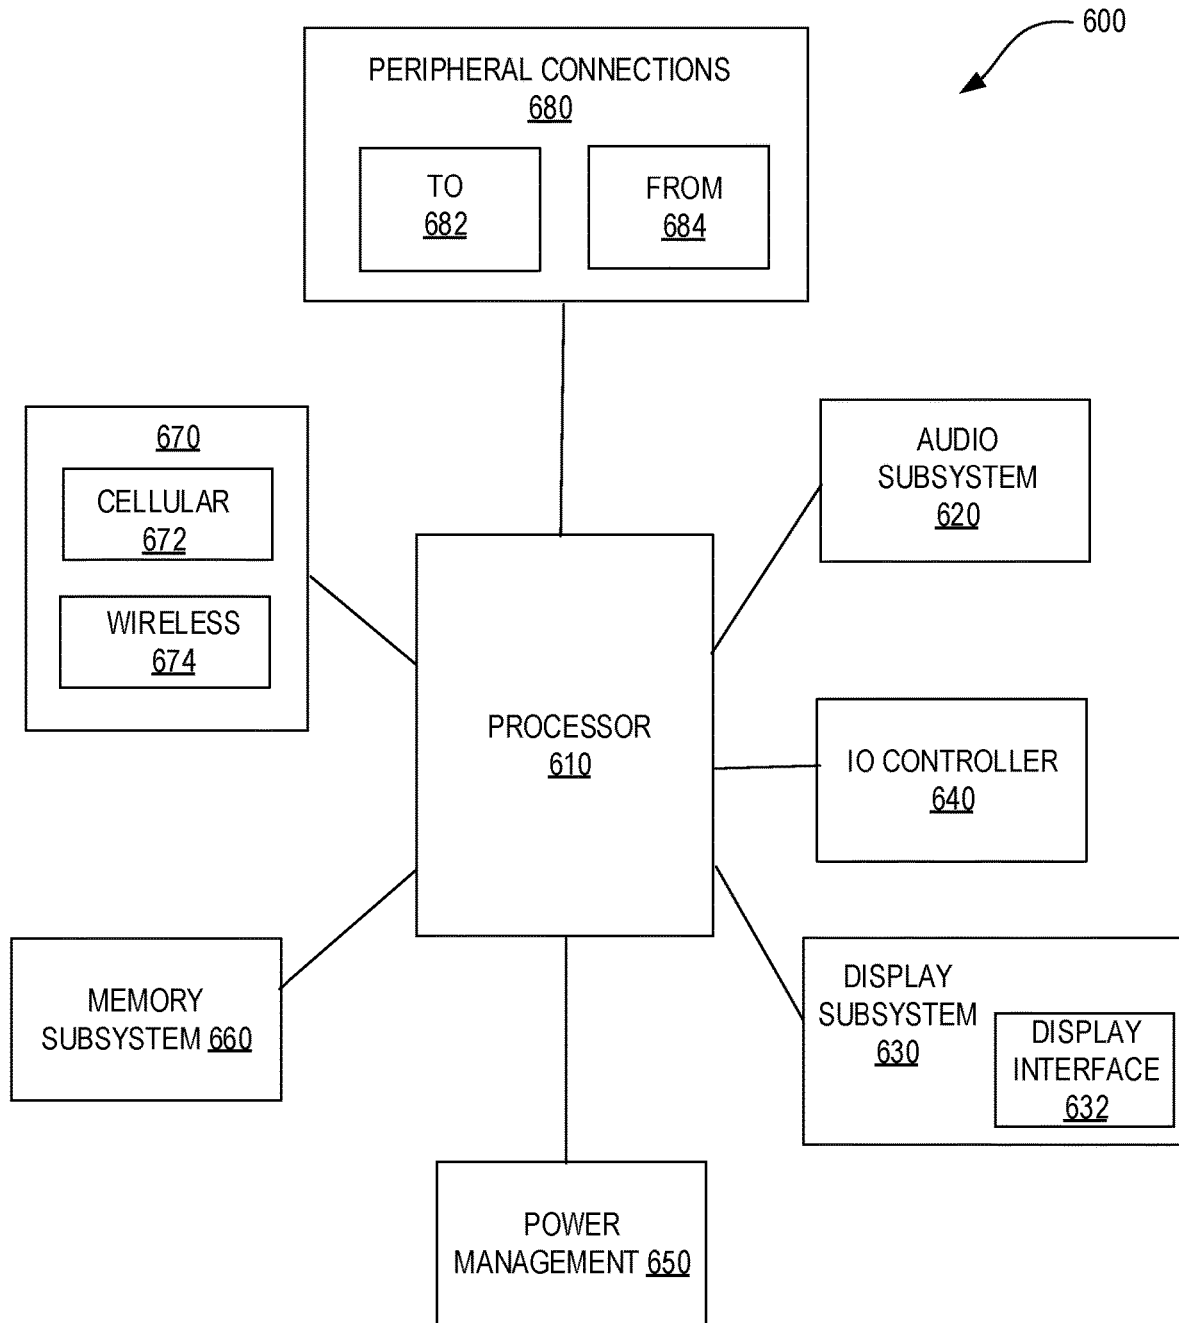 600
PERIPHERAL CONNECTIONS
680
TO
682
FROM
684
670
CELLULAR
672
WIRELESS
674
AUDIO
SUBSYSTEM
620
PROCESSOR
610
IO CONTROLLER
640
MEMORY
SUBSYSTEM 660
DISPLAY
SUBSYSTEM
630
DISPLAY
INTERFACE
632
POWER
MANAGEMENT 650